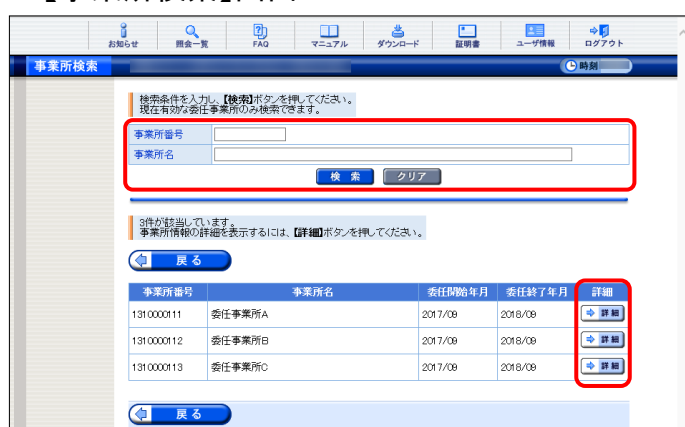 お知らせ 照会一覧 FAQ マニュアル ダウンロード 証明書 ユーザ情報 ログアウト
事業所検索 時刻
検索条件を入力し、【検索】ボタンを押してください。
現在有効な委任事業所のみ検索できます。
事業所番号
事業所名
検 索 クリア
3件が該当しています。
事業所情報の詳細を表示するには、【詳細】ボタンを押してください。
戻る
事業所番号 事業所名 委任開始年月 委任終了年月 詳細
1310000111 委任事業所A 2017/09 2018/09 詳細
1310000112 委任事業所B 2017/09 2018/09 詳細
1310000113 委任事業所C 2017/09 2018/09 詳細
戻る